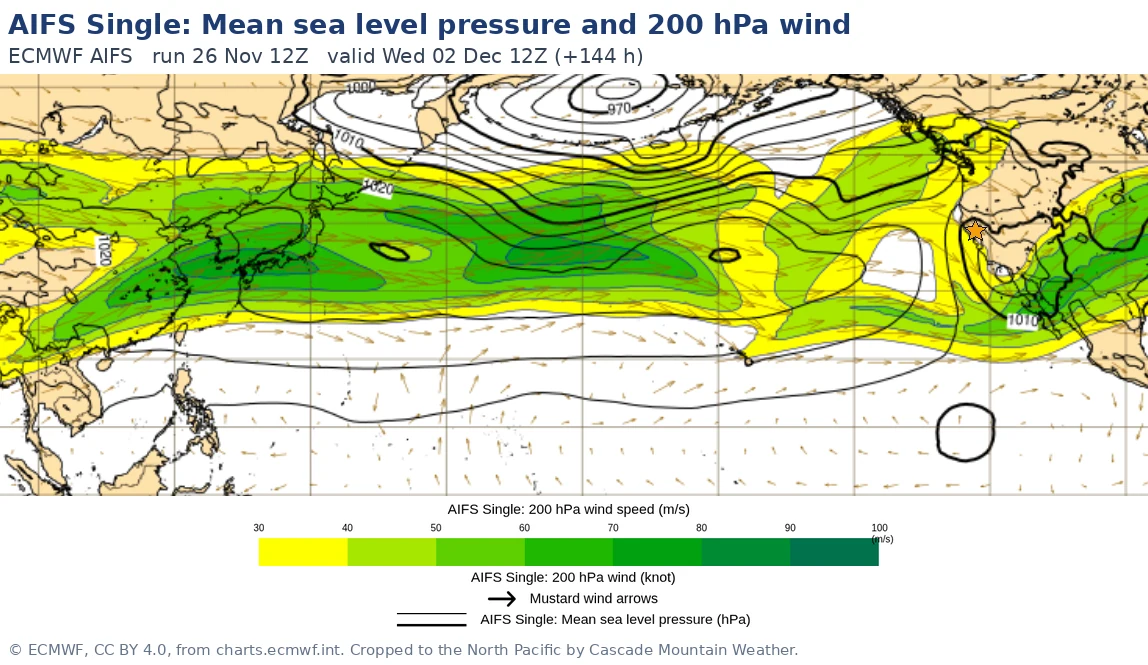 AIFS Single: Mean sea level pressure and 200 hPa wind
ECMWF AIFS run 26 Nov 12Z valid Wed 02 Dec 12Z (+144 h)
1000
970
1010
1020
1020
1010
AIFS Single: 200 hPa wind speed (m/s)
30 40 50 60 70 80 90 100
(m/s)
AIFS Single: 200 hPa wind (knot)
Mustard wind arrows
AIFS Single: Mean sea level pressure (hPa)
© ECMWF, CC BY 4.0, from charts.ecmwf.int. Cropped to the North Pacific by Cascade Mountain Weather.